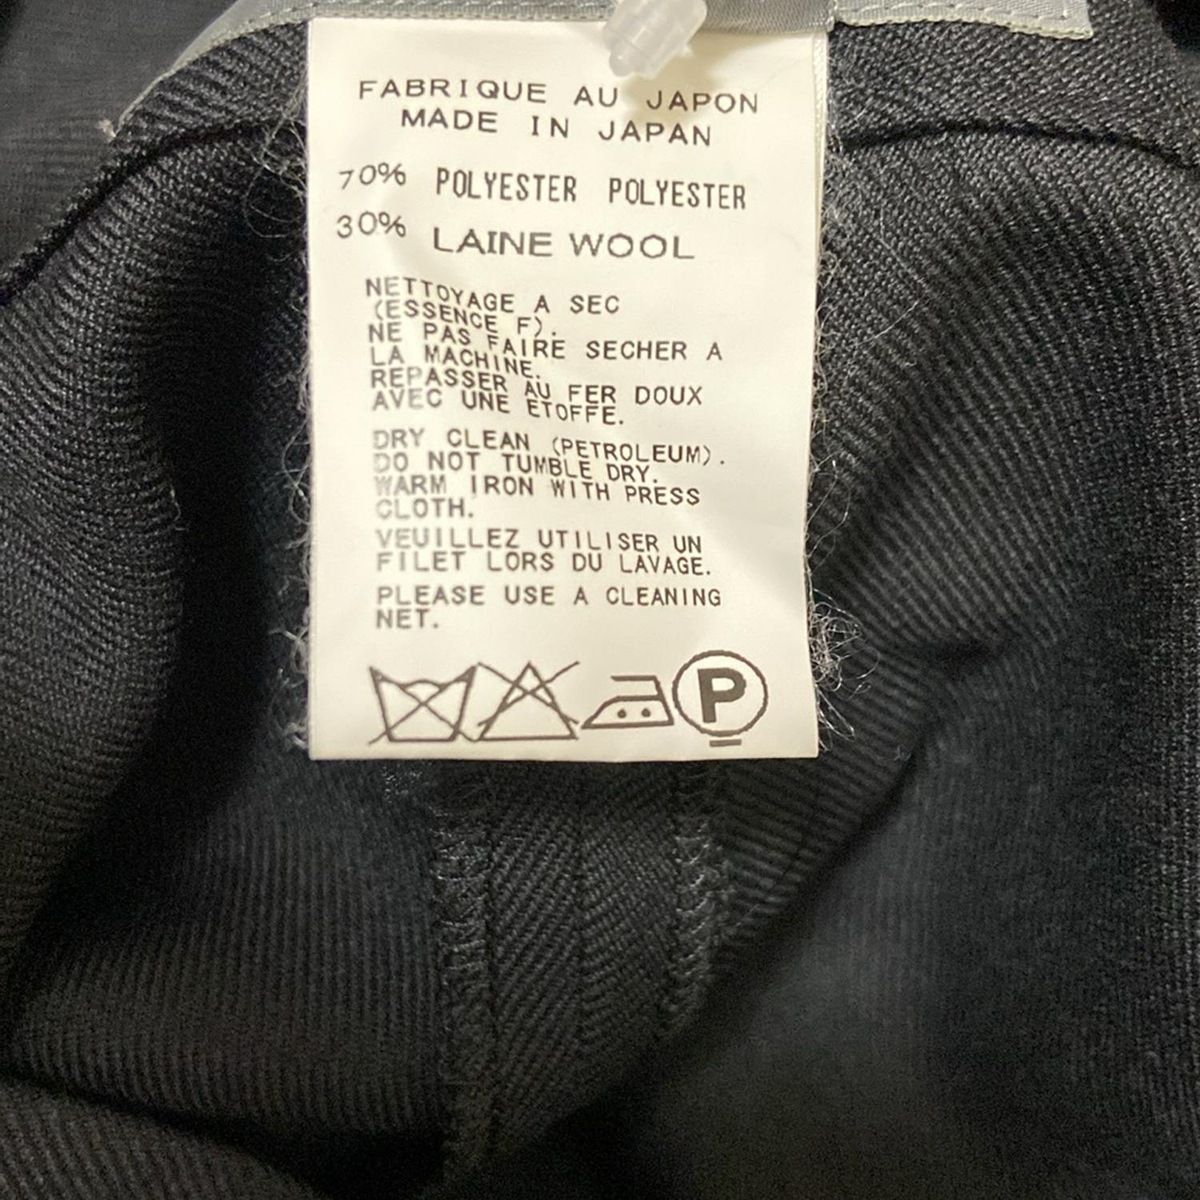 FABRIQUE AU JAPON
MADE IN JAPAN
70% POLYESTER POLYESTER
30% LAINE WOOL
NETTOYAGE A SEC
(ESSENCE F).
NE PAS FAIRE SECHER A
LA MACHINE.
REPASSER AU FER DOUX
AVEC UNE ETOFFE.
DRY CLEAN (PETROLEUM).
DO NOT TUMBLE DRY.
WARM IRON WITH PRESS
CLOTH.
VEUILLEZ UTILISER UN
FILET LORS DU LAVAGE.
PLEASE USE A CLEANING
NET.
P